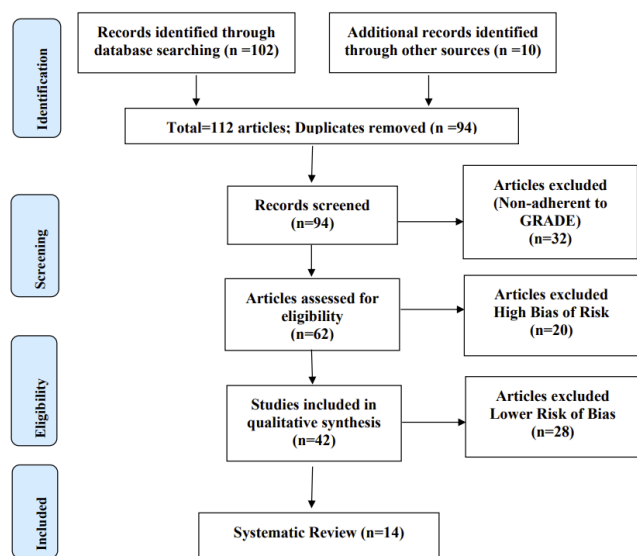 Identification
Records identified through
database searching (n =102)
Additional records identified
through other sources (n =10)
Total=112 articles; Duplicates removed (n =94)
Screening
Records screened
(n=94)
Articles excluded
(Non-adherent to
GRADE)
(n=32)
Articles assessed for
eligibility
(n=62)
Articles excluded
High Bias of Risk
(n=20)
Eligibility
Studies included in
qualitative synthesis
(n=42)
Articles excluded
Lower Risk of Bias
(n=28)
Included
Systematic Review (n=14)